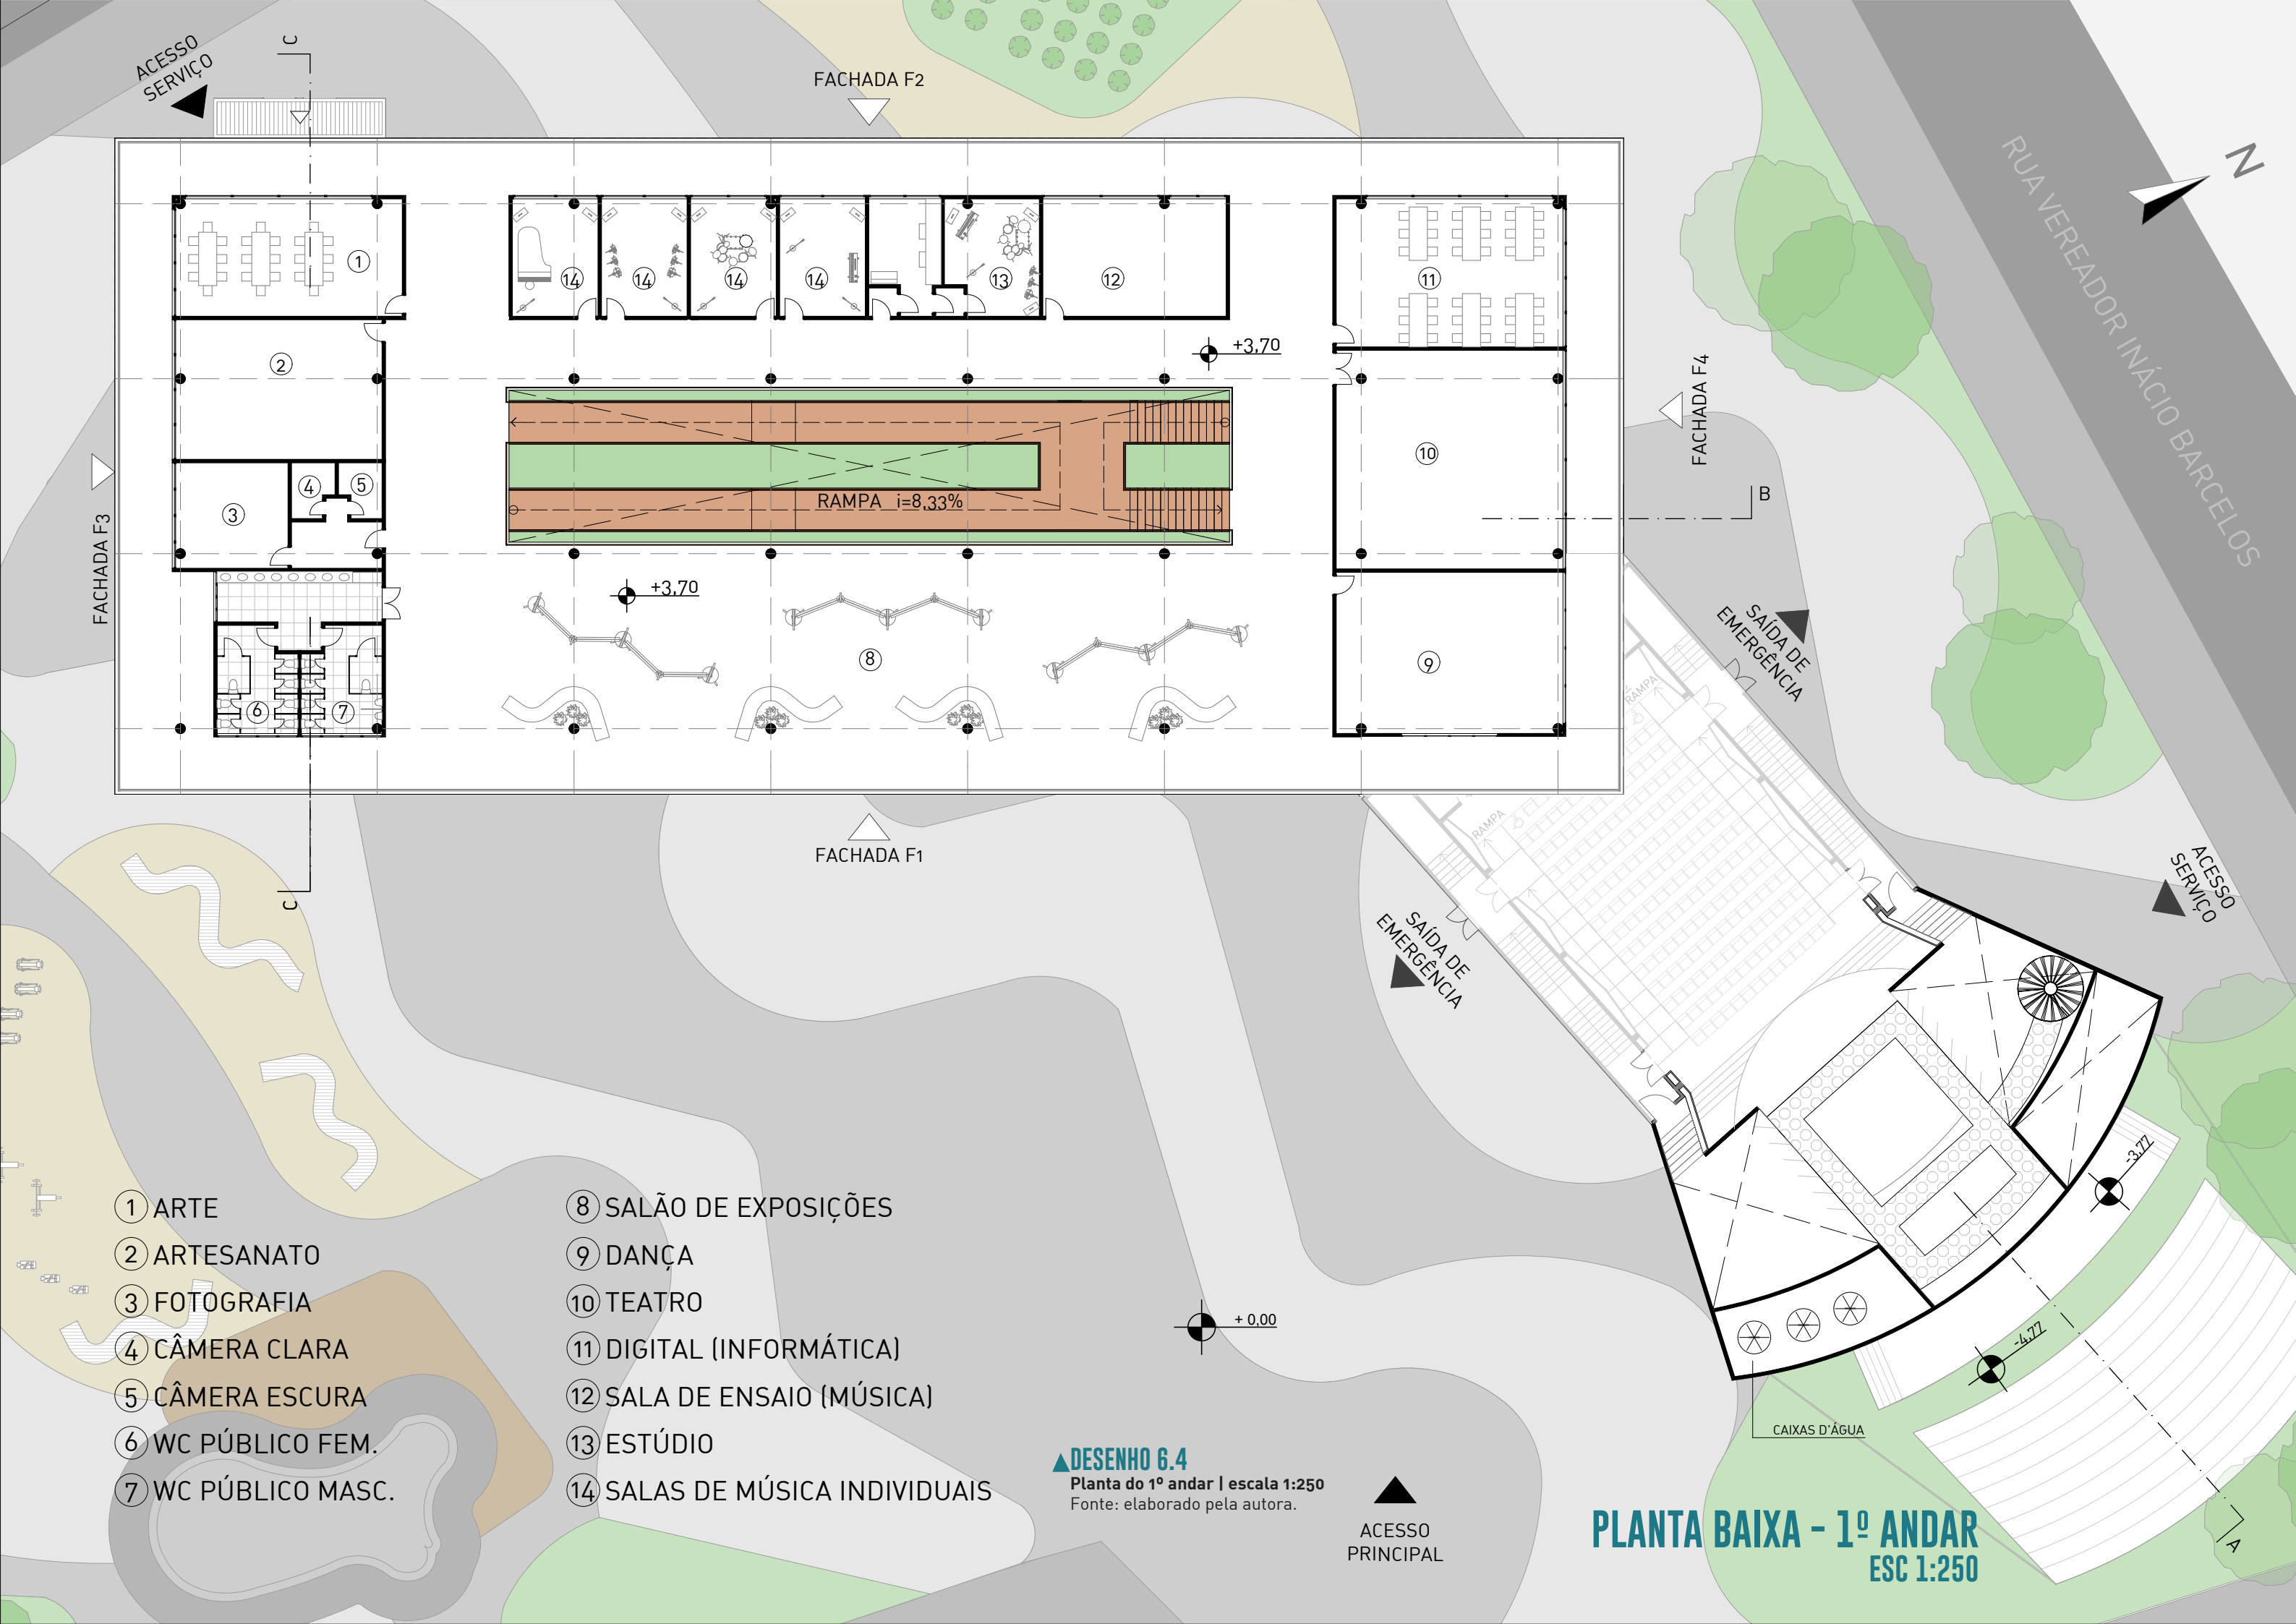 ACESSO
SERVIÇO
C
FACHADA F2
N
RUA VEREADOR INÁCIO BARCELOS
1
14
14
14
14
13
12
11
2
+3,70
FACHADA F4
10
B
4
5
3
RAMPA i=8,33%
FACHADA F3
+3,70
8
9
6
7
SAÍDA DE
EMERGÊNCIA
RAMPA
RAMPA
FACHADA F1
C
ACESSO
SERVIÇO
SAÍDA DE
EMERGÊNCIA
-3,77
-4,77
CAIXAS D'ÁGUA
A
+ 0,00
1 ARTE
2 ARTESANATO
3 FOTOGRAFIA
4 CÂMERA CLARA
5 CÂMERA ESCURA
6 WC PÚBLICO FEM.
7 WC PÚBLICO MASC.
8 SALÃO DE EXPOSIÇÕES
9 DANÇA
10 TEATRO
11 DIGITAL (INFORMÁTICA)
12 SALA DE ENSAIO (MÚSICA)
13 ESTÚDIO
14 SALAS DE MÚSICA INDIVIDUAIS
DESENHO 6.4
Planta do 1º andar | escala 1:250
Fonte: elaborado pela autora.
ACESSO
PRINCIPAL
PLANTA BAIXA - 1º ANDAR
ESC 1:250